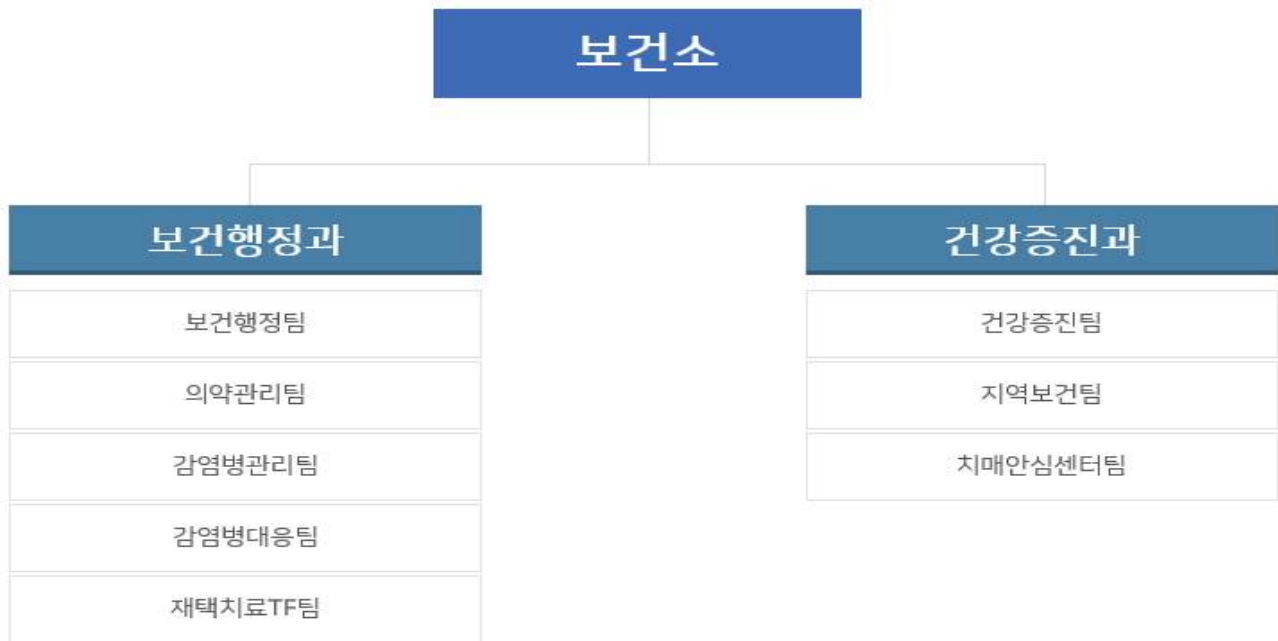 보건소
보건행정과
보건행정팀
의약관리팀
감염병관리팀
감염병대응팀
재택치료TF팀
건강증진과
건강증진팀
지역보건팀
치매안심센터팀